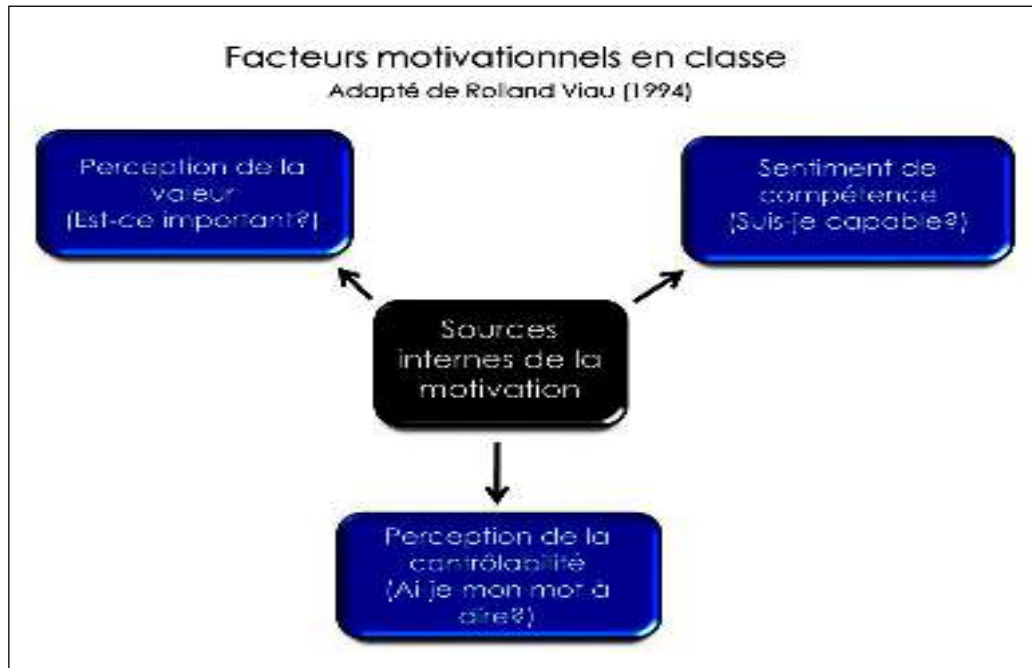 Facteurs motivationnels en classe
Adapté de Rolland Viau (1994)
Perception de la
valeur
(Est-ce important?)
Sentiment de
compétence
(Suis-je capable?)
Sources
internes de la
motivation
Perception de la
contrôlabilité
(Ai je mon mot à
dire?)